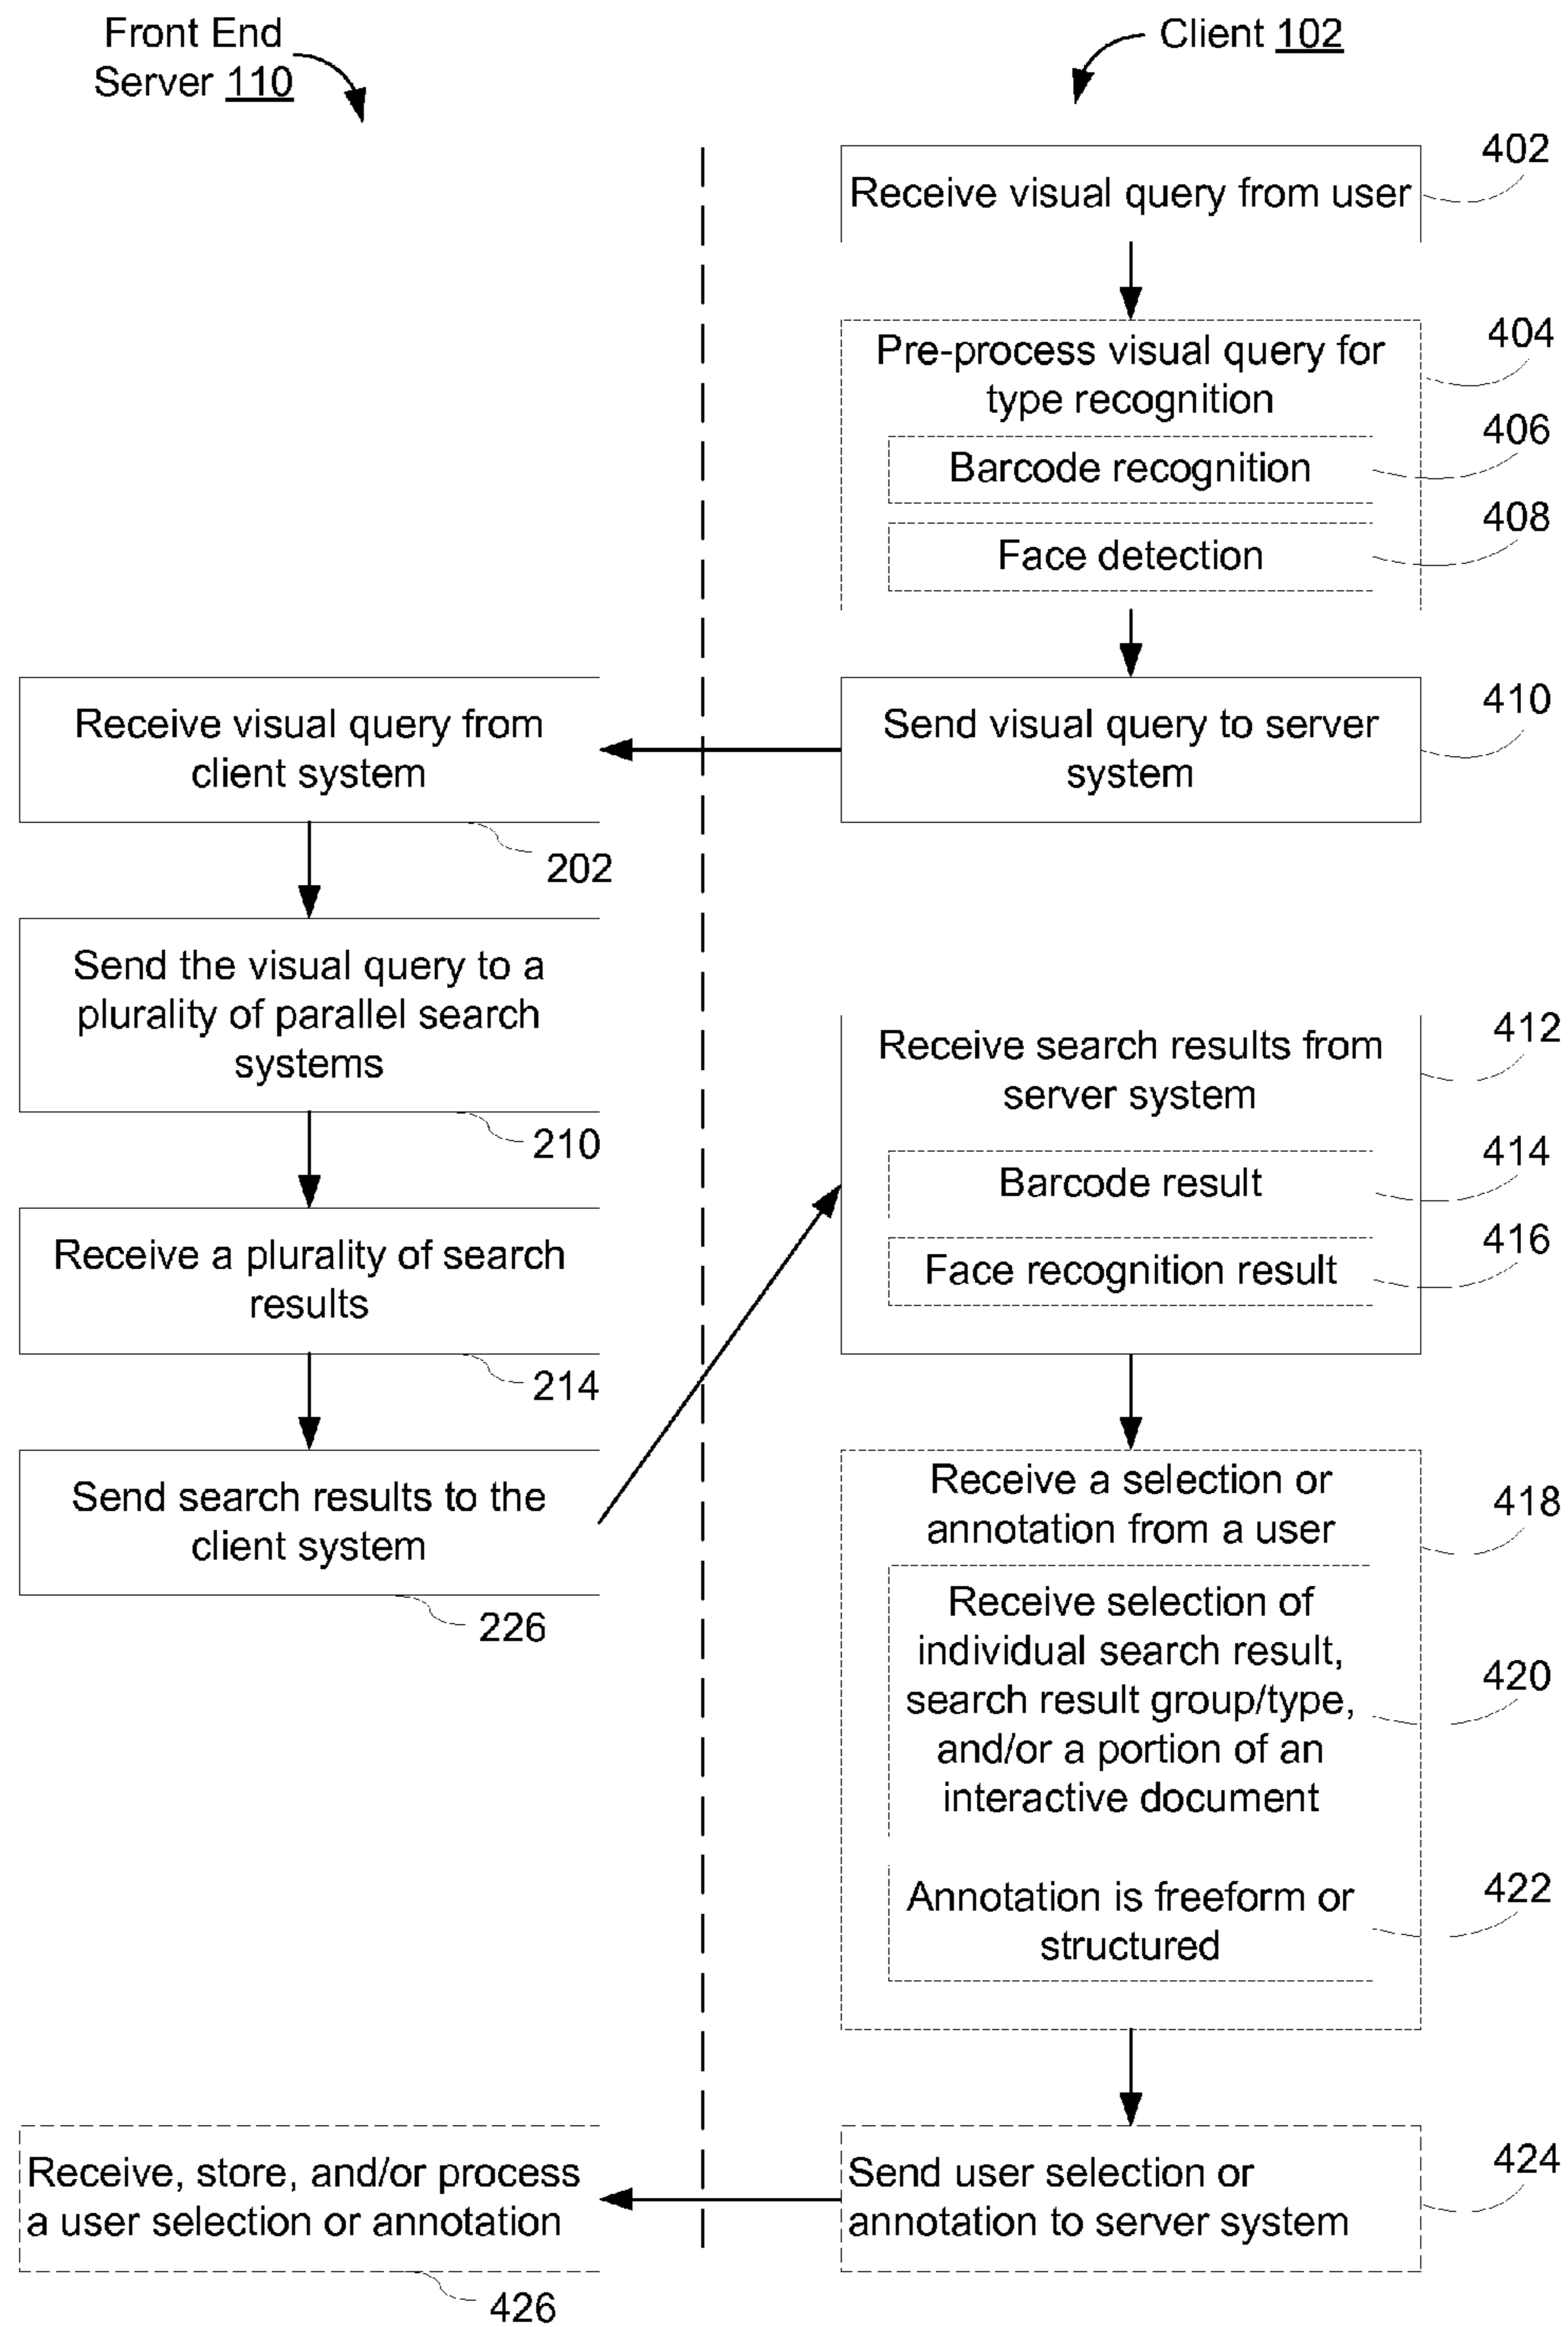 Front End
Server 110
Client 102
402
Receive visual query from user
404
Pre-process visual query for
type recognition
406
Barcode recognition
408
Face detection
410
Send visual query to server
system
Receive visual query from
client system
202
Send the visual query to a
plurality of parallel search
systems
210
412
Receive search results from
server system
414
Barcode result
416
Face recognition result
Receive a plurality of search
results
214
Send search results to the
client system
226
418
Receive a selection or
annotation from a user
420
Receive selection of
individual search result,
search result group/type,
and/or a portion of an
interactive document
422
Annotation is freeform or
structured
424
Send user selection or
annotation to server system
Receive, store, and/or process
a user selection or annotation
426